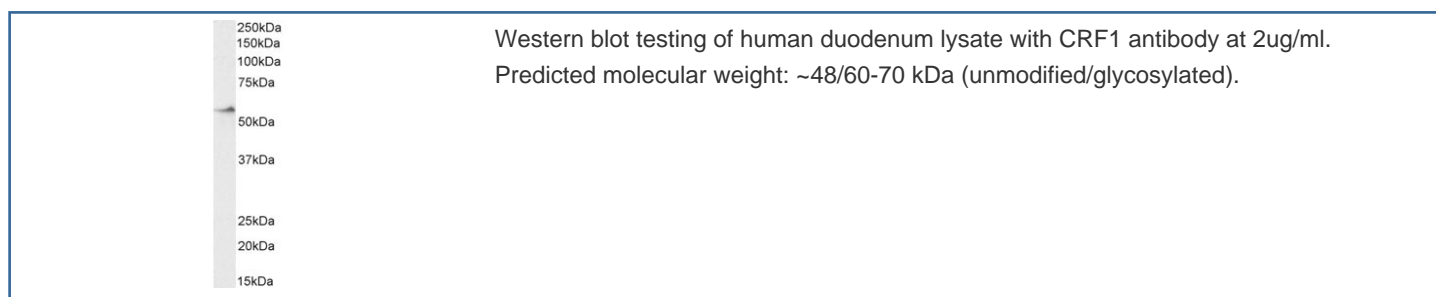 250kDa
150kDa
100kDa
75kDa
50kDa
37kDa
25kDa
20kDa
15kDa
Western blot testing of human duodenum lysate with CRF1 antibody at 2ug/ml.
Predicted molecular weight: ~48/60-70 kDa (unmodified/glycosylated).